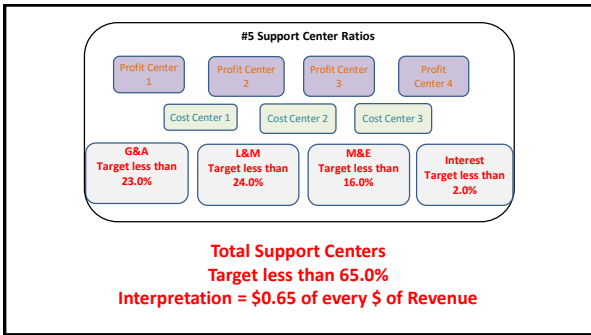 #5 Support Center Ratios
Profit Center
1
Profit Center
2
Profit Center
3
Profit
Center 4
Cost Center 1
Cost Center 2
Cost Center 3
G&A
Target less than
23.0%
L&M
Target less than
24.0%
M&E
Target less than
16.0%
Interest
Target less than
2.0%
Total Support Centers
Target less than 65.0%
Interpretation = $0.65 of every $ of Revenue